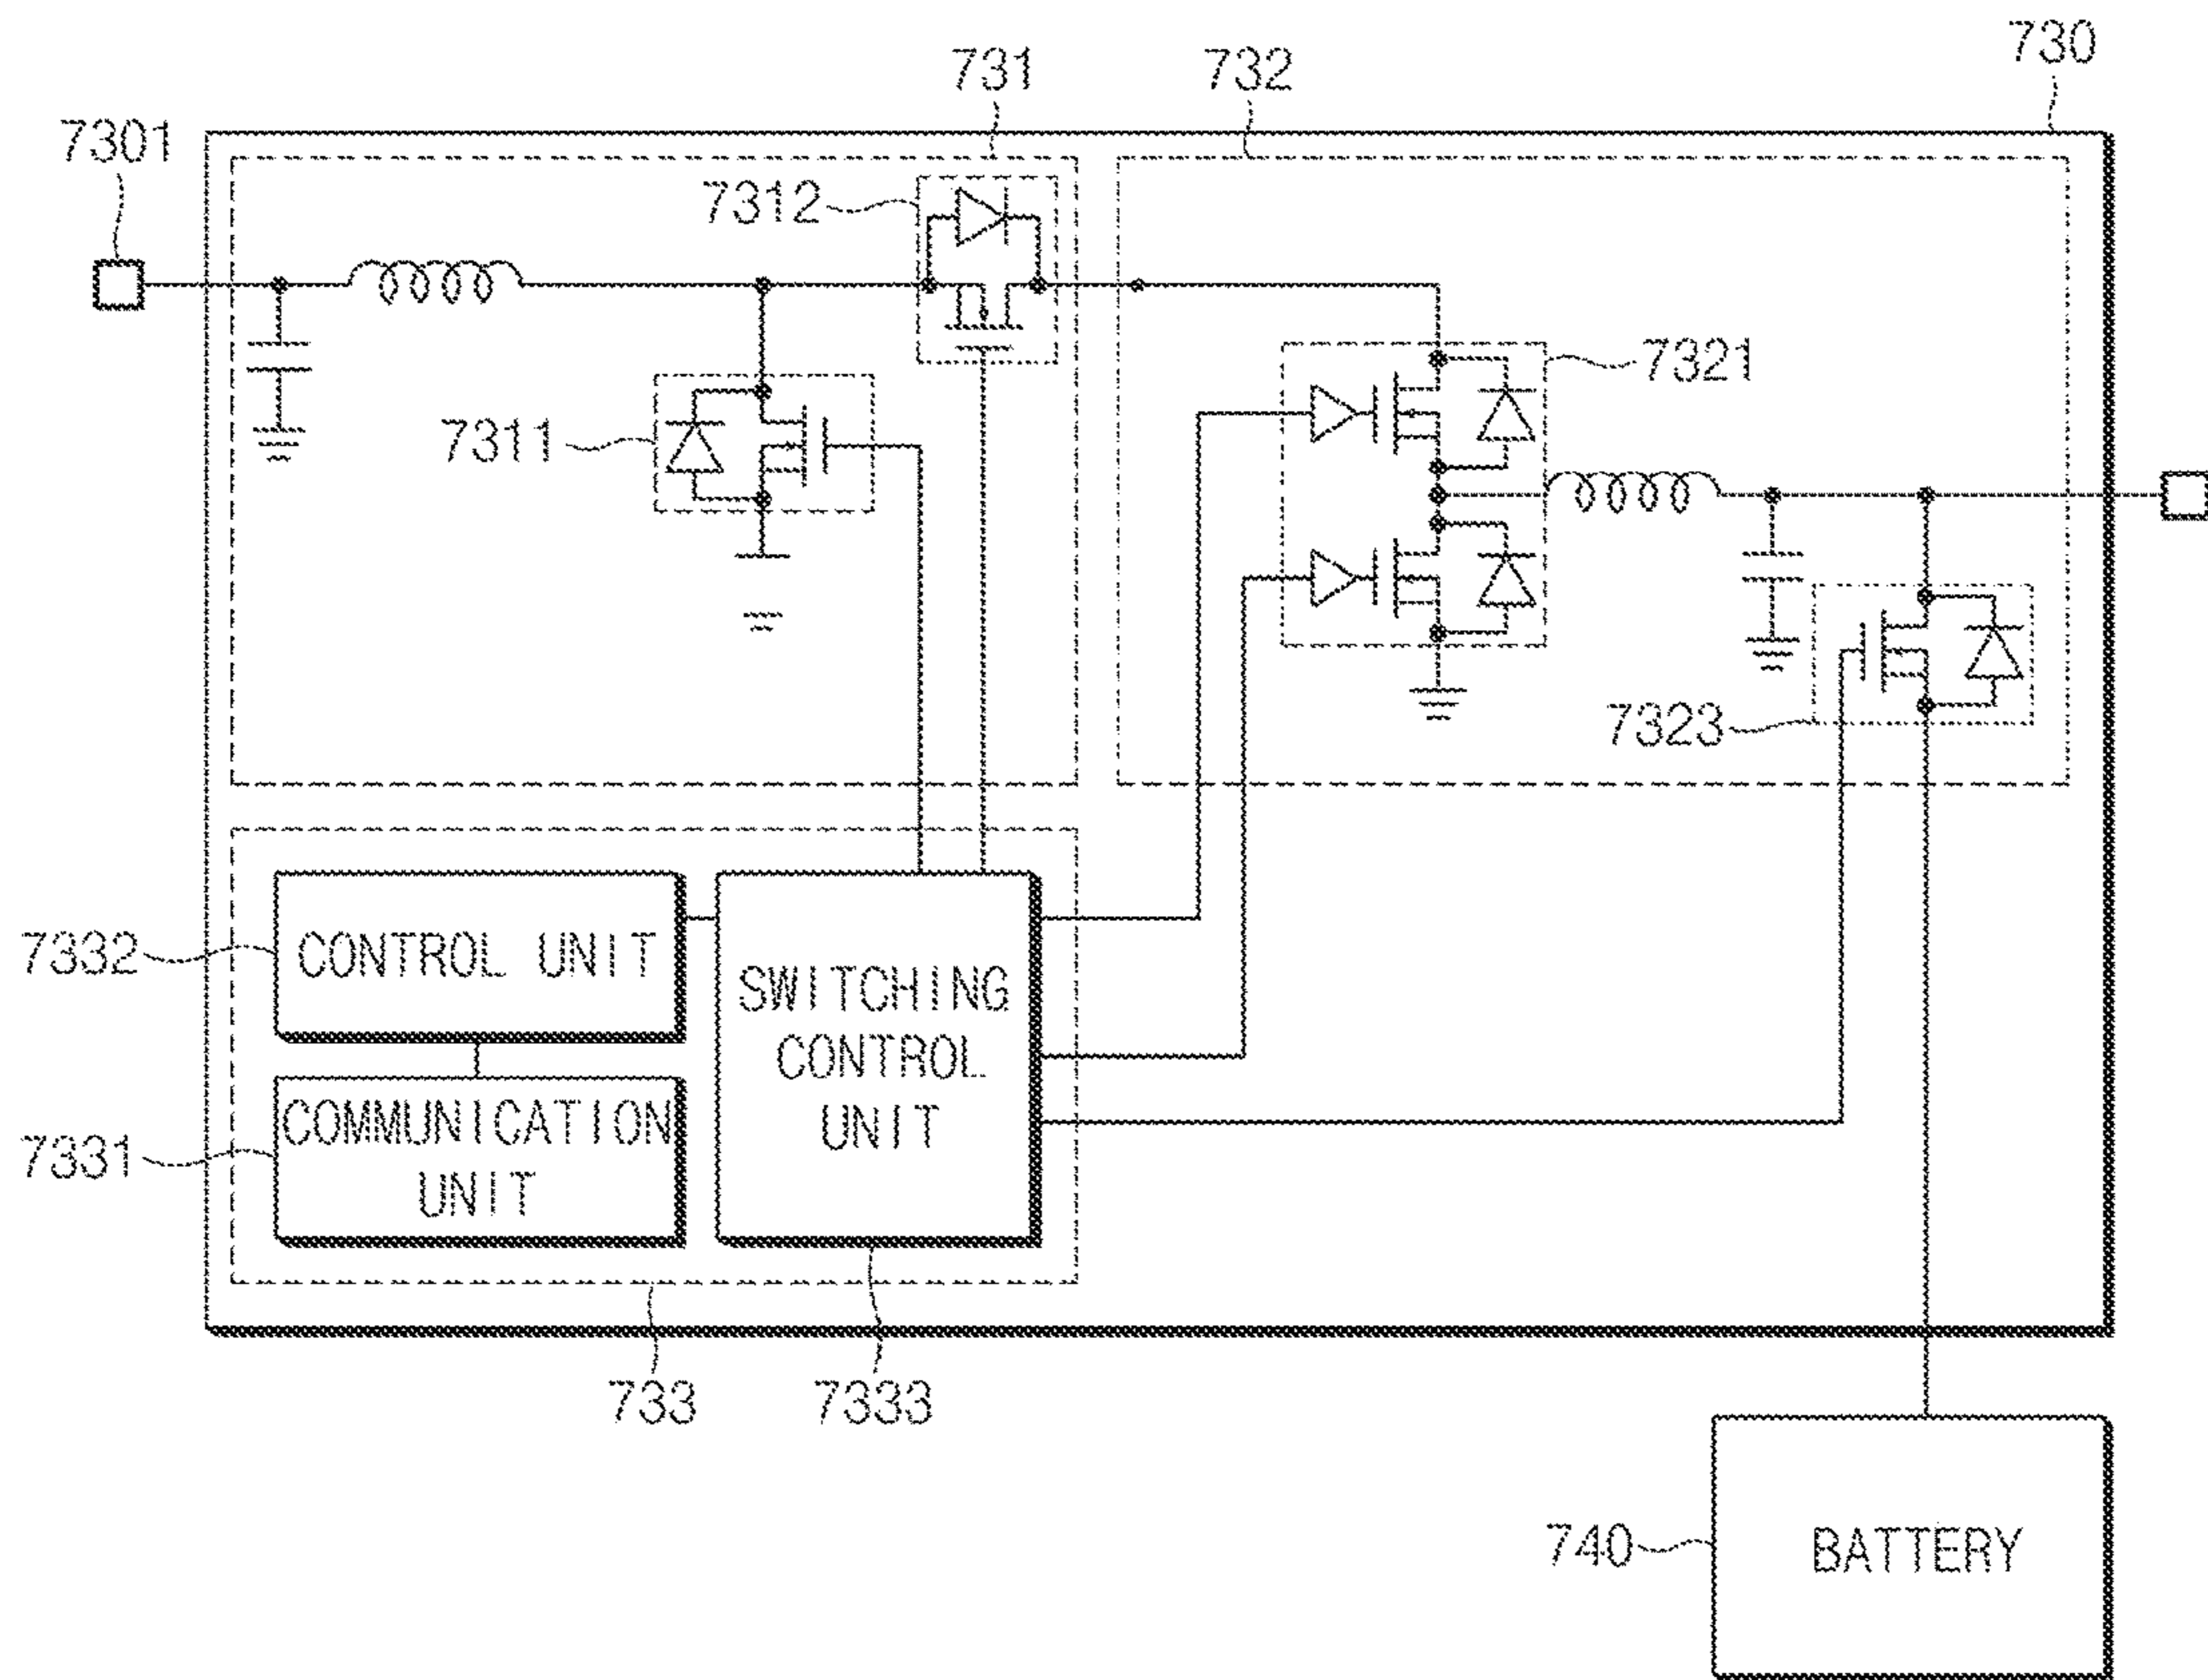 730
731
732
7301
7312
7321
7311
7323
7332
CONTROL UNIT
SWITCHING
CONTROL
UNIT
COMMUNICATION
UNIT
7331
733
7333
740
BATTERY